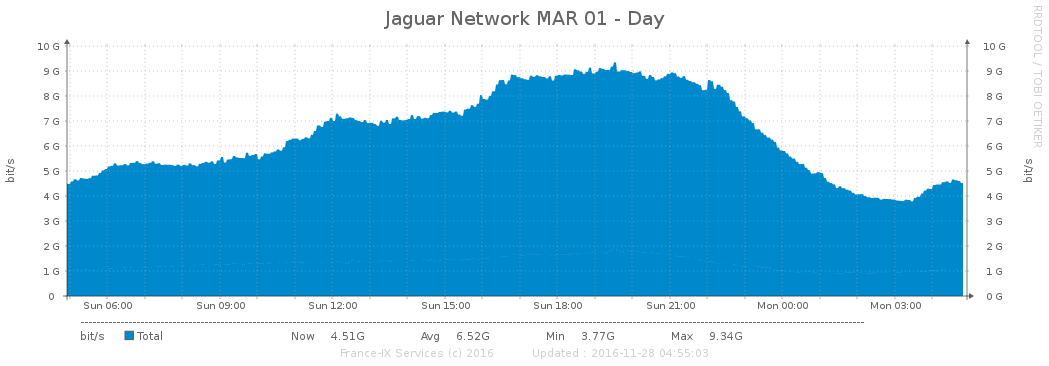 Jaguar Network MAR 01 - Day
RRDTOOL / TOBI OETIKER
10 G 10 G
9 G 9 G
8 G 8 G
7 G 7 G
6 G 6 G
5 G 5 G
4 G 4 G
3 G 3 G
2 G 2 G
1 G 1 G
0 0 G
bit/s bit/s
Sun 06:00 Sun 09:00 Sun 12:00 Sun 15:00 Sun 18:00 Sun 21:00 Mon 00:00 Mon 03:00
bit/s Total Now 4.51G Avg 6.52G Min 3.77G Max 9.34G
France-IX Services (c) 2016 Updated : 2016-11-28 04:55:03